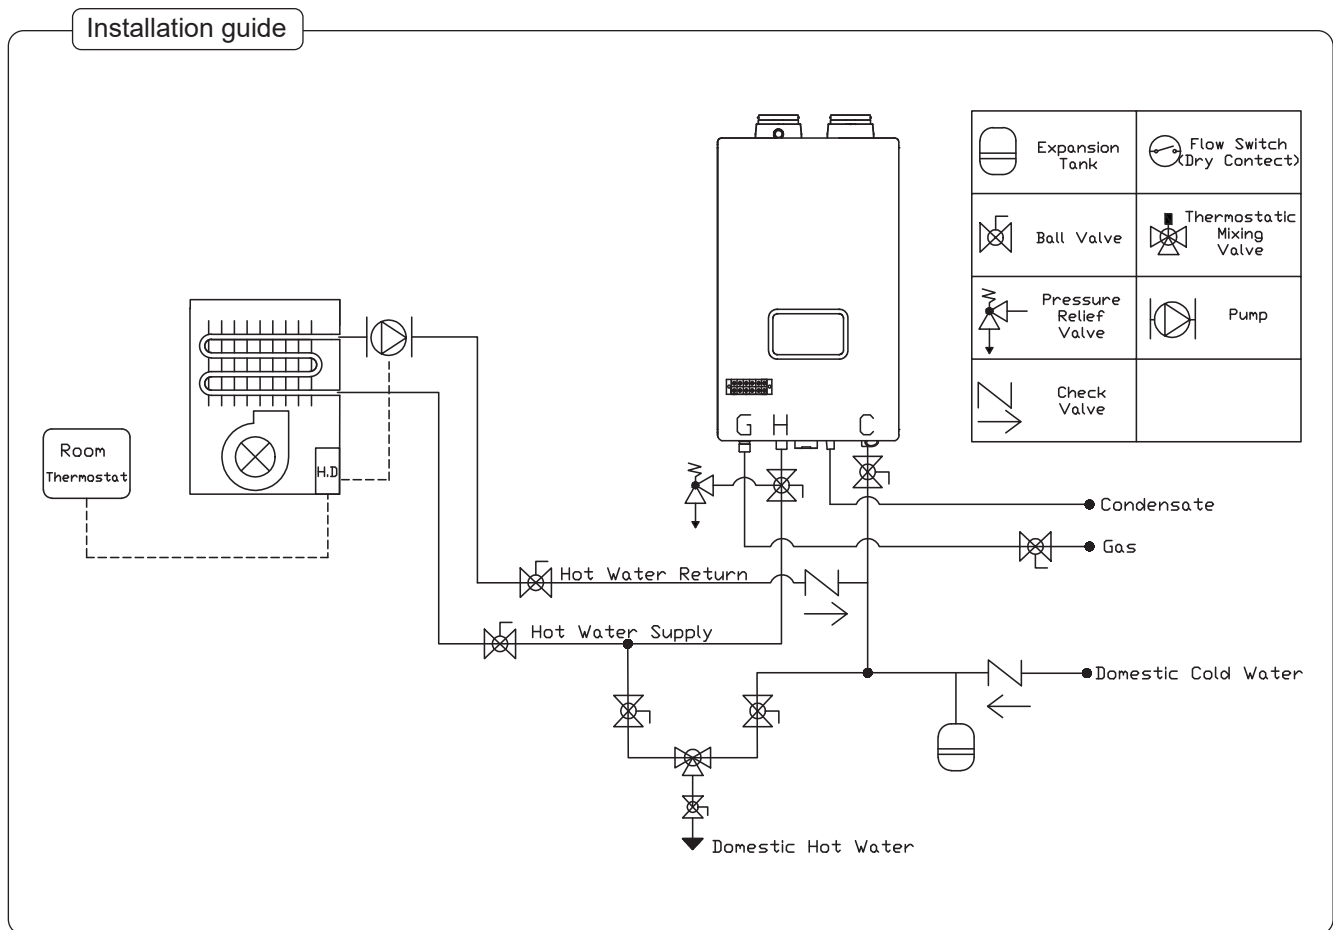 Installation guide
Expansion
Tank
Flow Switch
(Dry Contect)
Ball Valve
Thermostatic
Mixing
Valve
Pressure
Relief
Valve
Pump
Check
Valve
Room
Thermostat
H.D
G H C
Condensate
Gas
Hot Water Return
Hot Water Supply
Domestic Cold Water
Domestic Hot Water